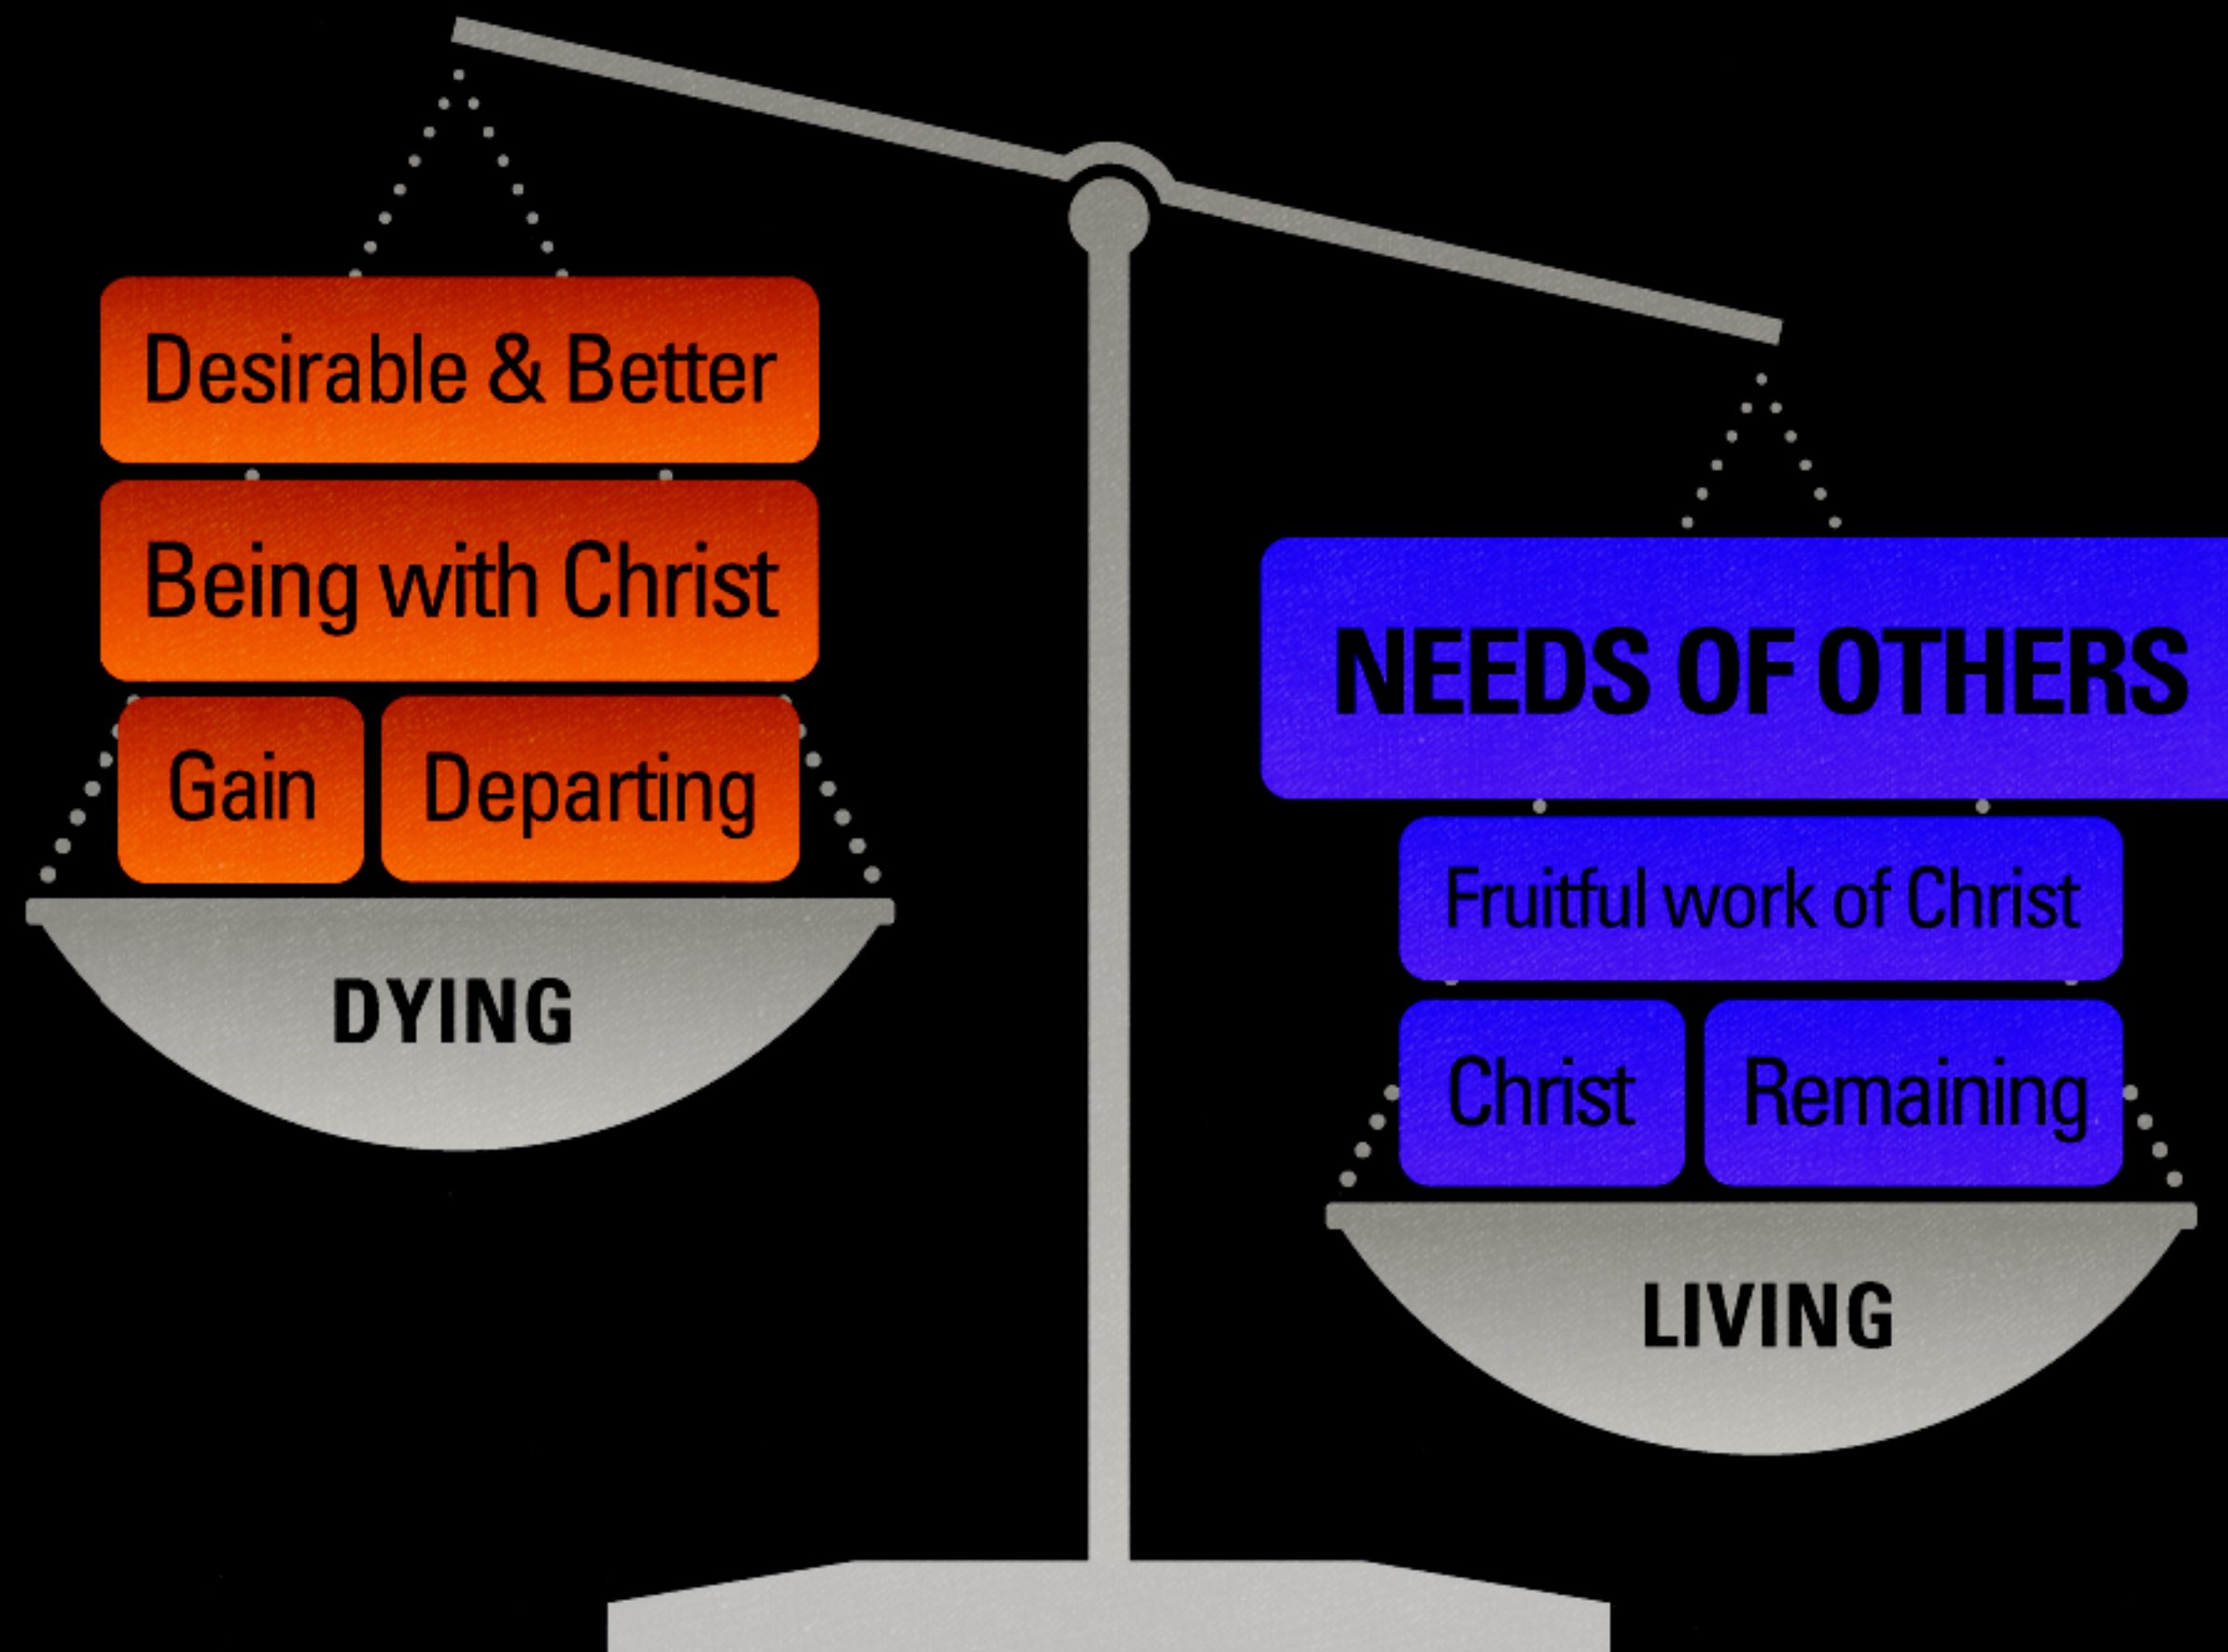 Desirable & Better
Being with Christ
Gain
Departing
DYING
NEEDS OF OTHERS
Fruitful work of Christ
Christ
Remaining
LIVING